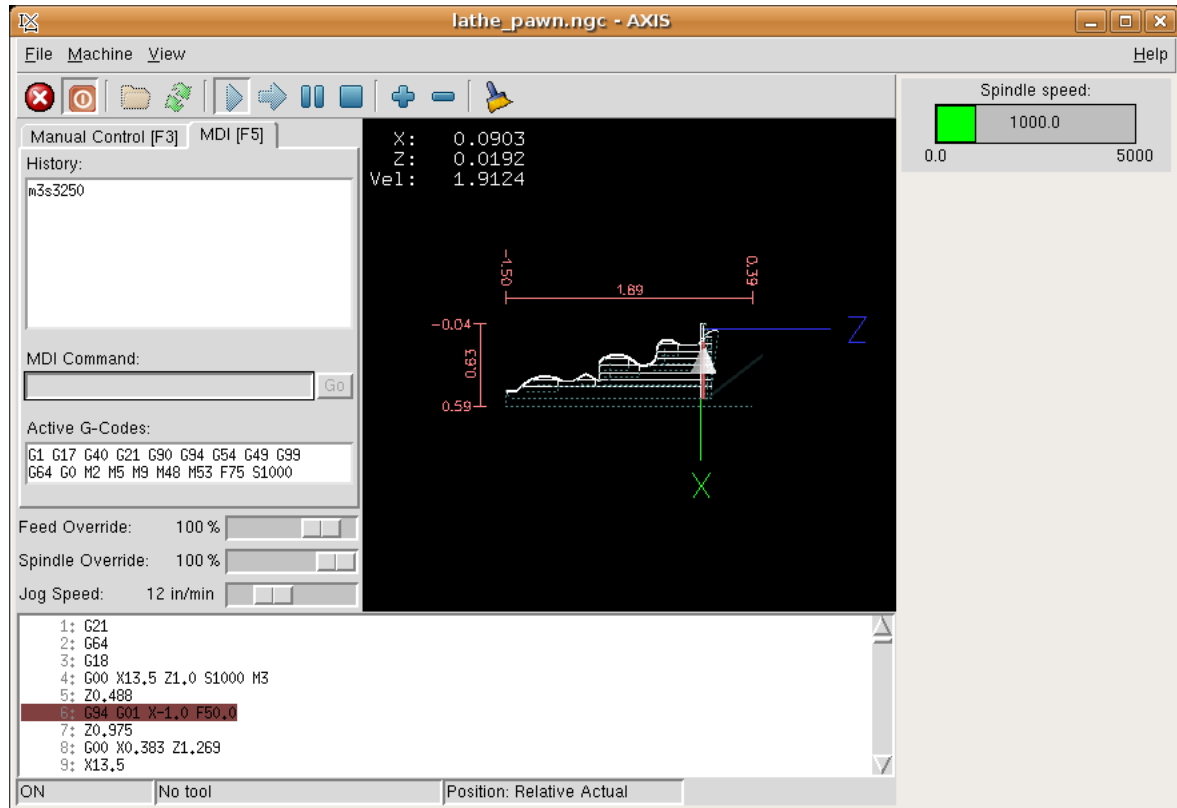 lathe_pawn.ngc - AXIS
File Machine View Help
Manual Control [F3] MDI [F5]
History:
m3s3250
MDI Command:
Go
Active G-Codes:
G1 G17 G40 G21 G90 G94 G54 G49 G99
G64 G0 M2 M5 M9 M48 M53 F75 S1000
Feed Override: 100 %
Spindle Override: 100 %
Jog Speed: 12 in/min
X: 0.0903
Z: 0.0192
Vel: 1.9124
-1.50
0.39
1.89
-0.04
0.63
0.59
Z
X
Spindle speed:
1000.0
0.0 5000
1: G21
2: G64
3: G18
4: G00 X13.5 Z1.0 S1000 M3
5: Z0.488
6: G94 G01 X-1.0 F50.0
7: Z0.975
8: G00 X0.383 Z1.269
9: X13.5
ON No tool Position: Relative Actual